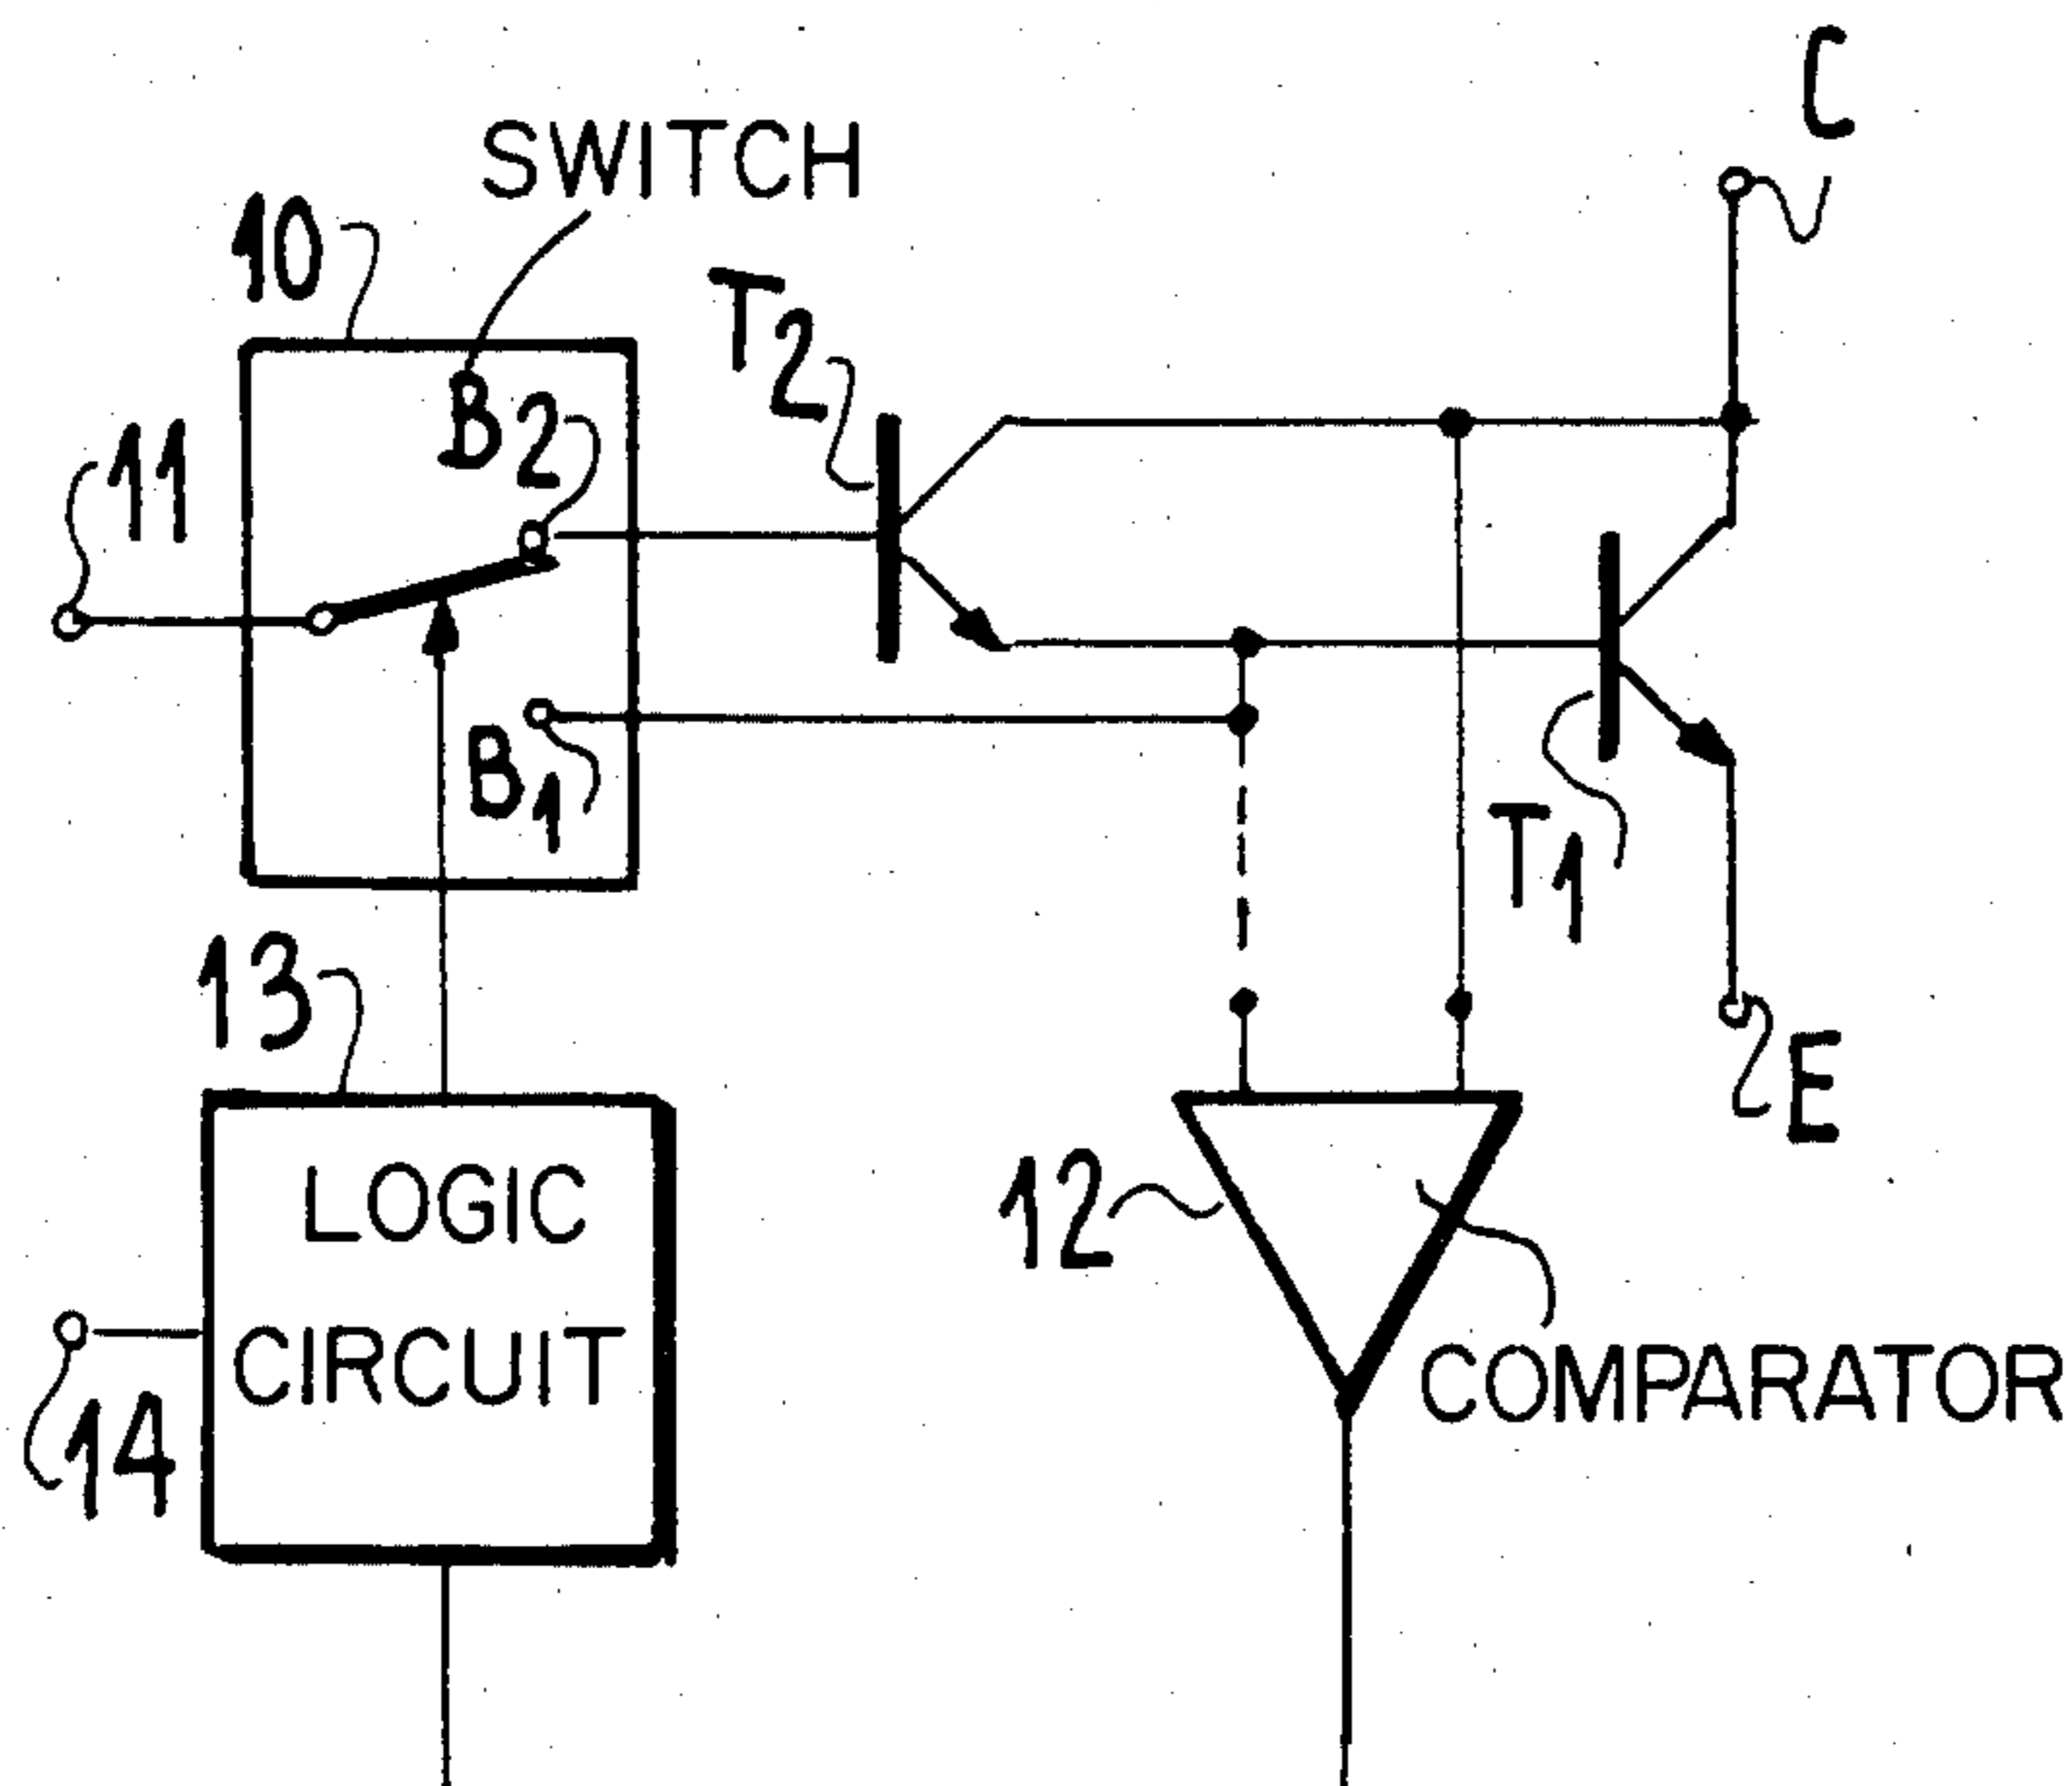 C
SWITCH
10
T2
B2
11
B1
T1
13
E
LOGIC
12
CIRCUIT
COMPARATOR
14